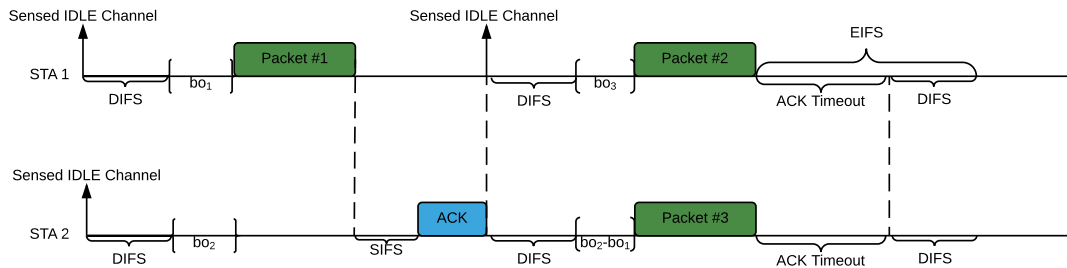 Sensed IDLE Channel
Sensed IDLE Channel
EIFS
STA 1
DIFS
bo₁
Packet #1
DIFS
bo₃
Packet #2
ACK Timeout
DIFS
Sensed IDLE Channel
STA 2
DIFS
bo₂
SIFS
ACK
DIFS
bo₂-bo₁
Packet #3
ACK Timeout
DIFS